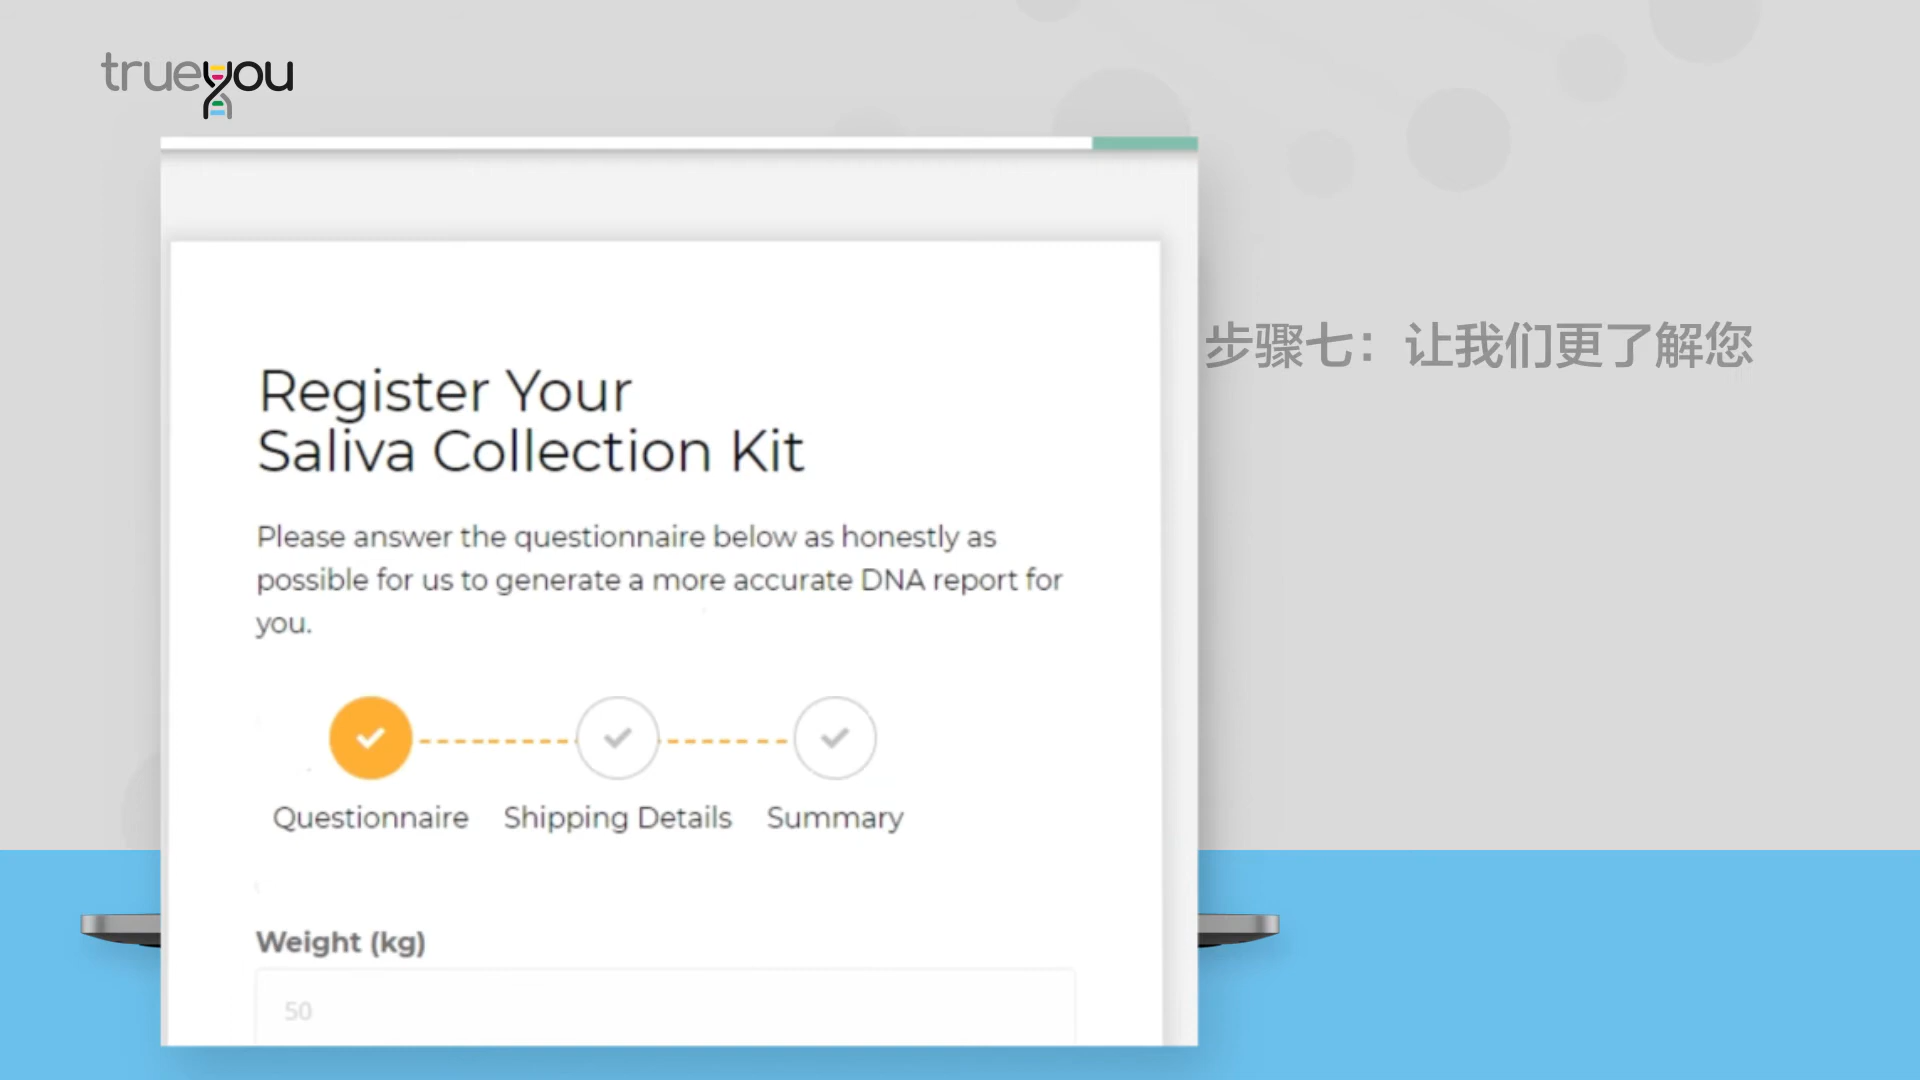 trueyou
步骤七：让我们更了解您
Register Your
Saliva Collection Kit
Please answer the questionnaire below as honestly as
possible for us to generate a more accurate DNA report for
you.
Questionnaire Shipping Details Summary
Weight (kg)
50